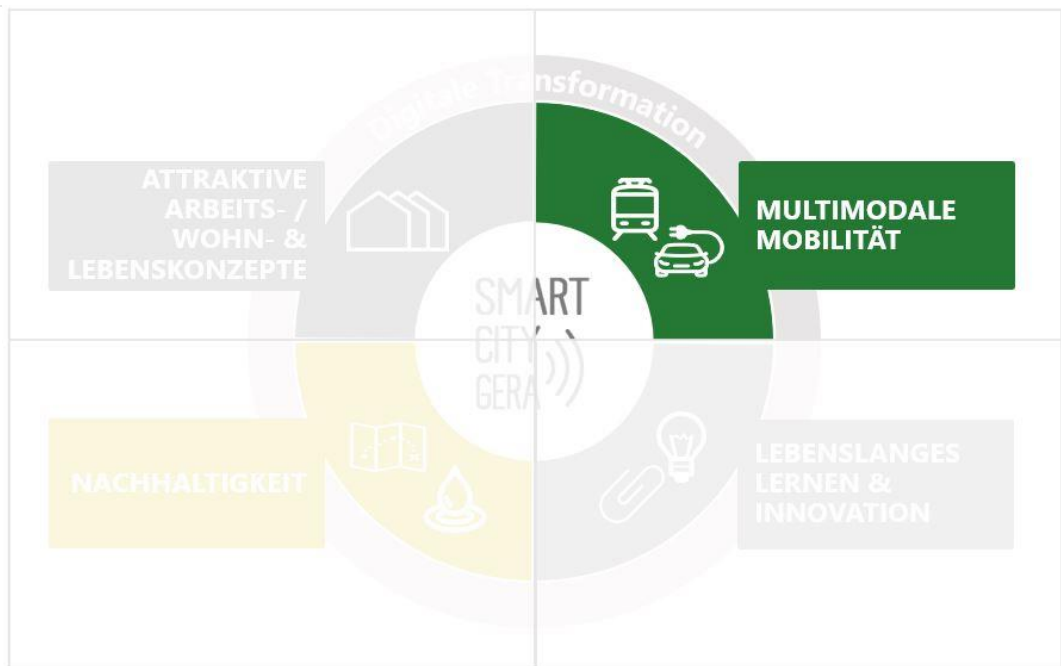 Digitale Transformation
ATTRAKTIVE
ARBEITS- /
WOHN- &
LEBENSKONZEPTE
MULTIMODALE
MOBILITÄT
SMART
CITY
GERA
NACHHALTIGKEIT
LEBENSLANGES
LERNEN &
INNOVATION